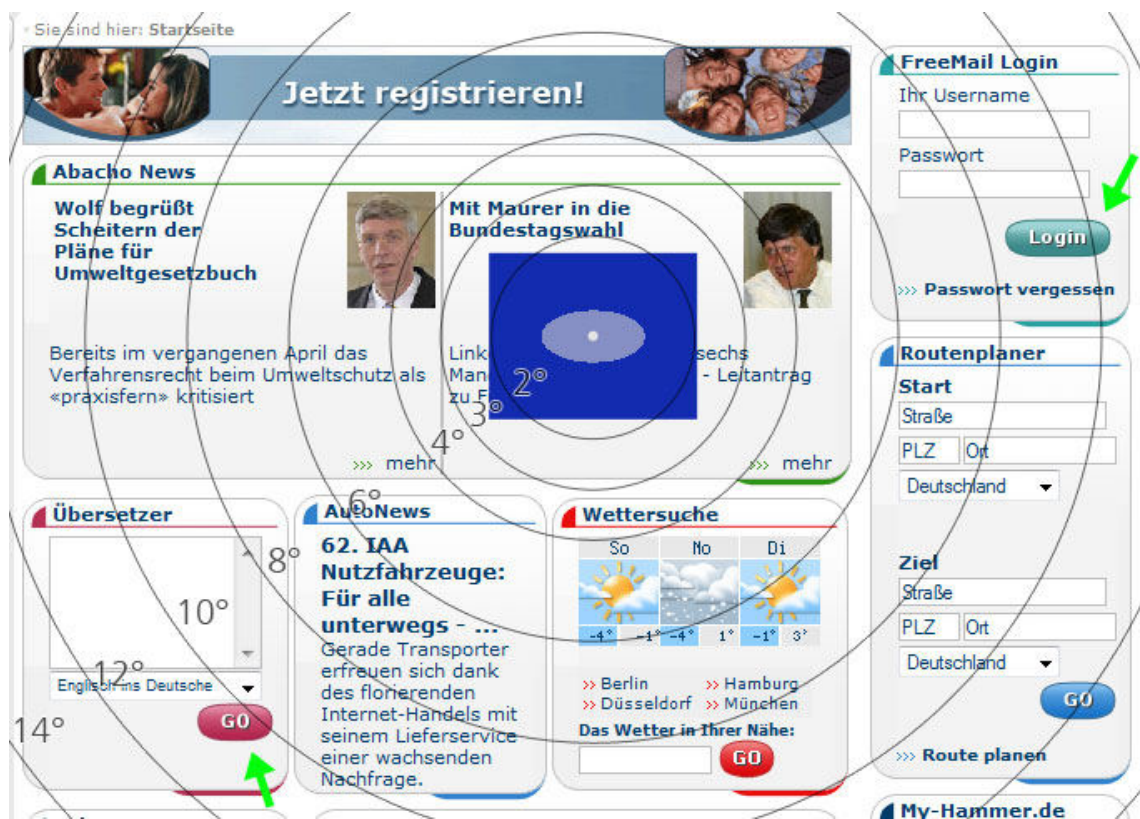 Sie sind hier: Startseite
Jetzt registrieren!
FreeMail Login
Ihr Username
Passwort
Login
»» Passwort vergessen
Abacho News
Wolf begrüßt
Scheitern der
Pläne für
Umweltgesetzbuch
Bereits im vergangenen April das
Verfahrensrecht beim Umweltschutz als
«praxisfern» kritisiert
»» mehr
Mit Maurer in die
Bundestagswahl
Link sechs
Man - Leitantrag
zu F
»» mehr
2°
3°
4°
6°
8°
10°
12°
14°
Routenplaner
Start
Straße
PLZ Ort
Deutschland
Ziel
Straße
PLZ Ort
Deutschland
GO
»» Route planen
Übersetzer
Englisch ins Deutsche
GO
AutoNews
62. IAA
Nutzfahrzeuge:
Für alle
unterwegs - ...
Gerade Transporter
erfreuen sich dank
des florierenden
Internet-Handels mit
seinem Lieferservice
einer wachsenden
Nachfrage.
Wettersuche
So Mo Di
-4° -1° -4° 1° -1° 3°
» Berlin » Hamburg
» Düsseldorf » München
Das Wetter in Ihrer Nähe:
GO
My-Hammer.de